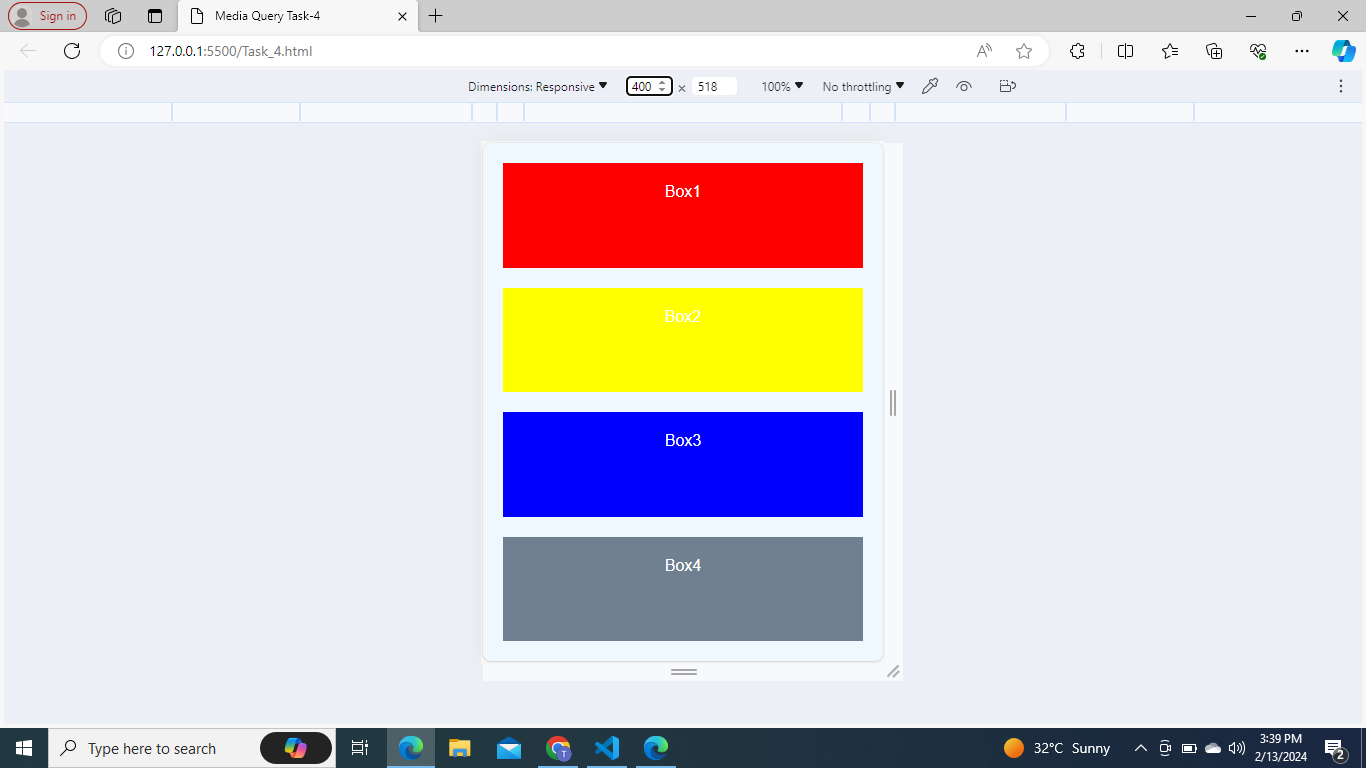 Sign in
Media Query Task-4
127.0.0.1:5500/Task_4.html
Dimensions: Responsive 400 × 518 100% No throttling
Box1
Box2
Box3
Box4
Type here to search
32°C Sunny
3:39 PM
2/13/2024
2
T